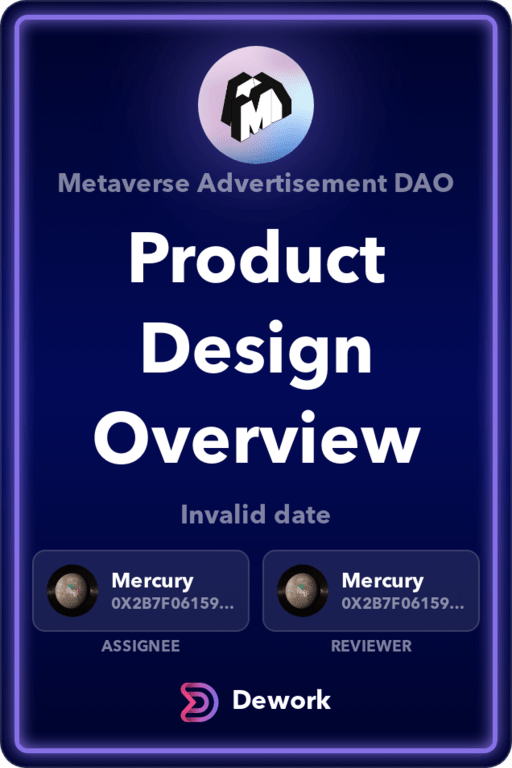 M
Metaverse Advertisement DAO
Product
Design
Overview
Invalid date
Mercury
0X2B7F06159...
ASSIGNEE
Mercury
0X2B7F06159...
REVIEWER
Dework